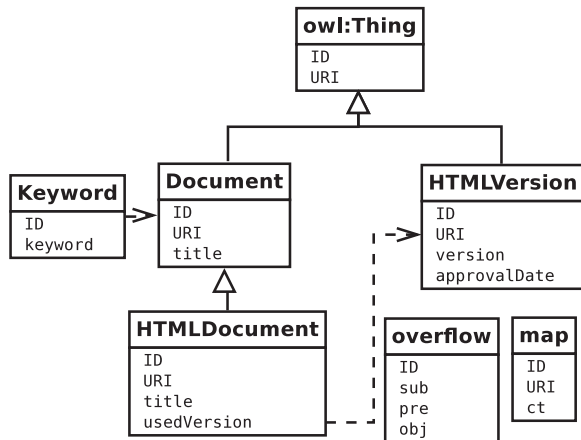 owl:Thing
ID
URI
Keyword
ID
keyword
Document
ID
URI
title
HTMLVersion
ID
URI
version
approvalDate
HTMLDocument
ID
URI
title
usedVersion
overflow
ID
sub
pre
obj
map
ID
URI
ct